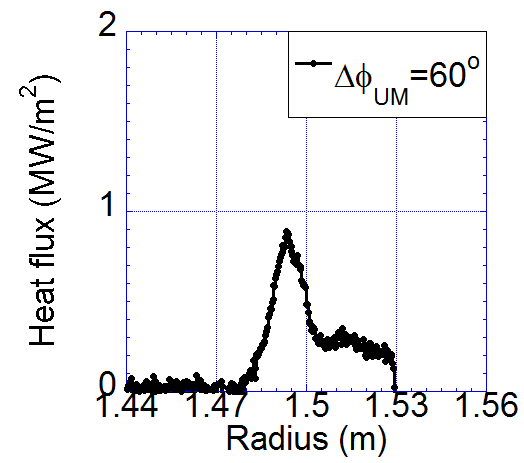 2
Δϕ_UM=60°
1
0
Heat flux (MW/m²)
1.44 1.47 1.5 1.53 1.56
Radius (m)